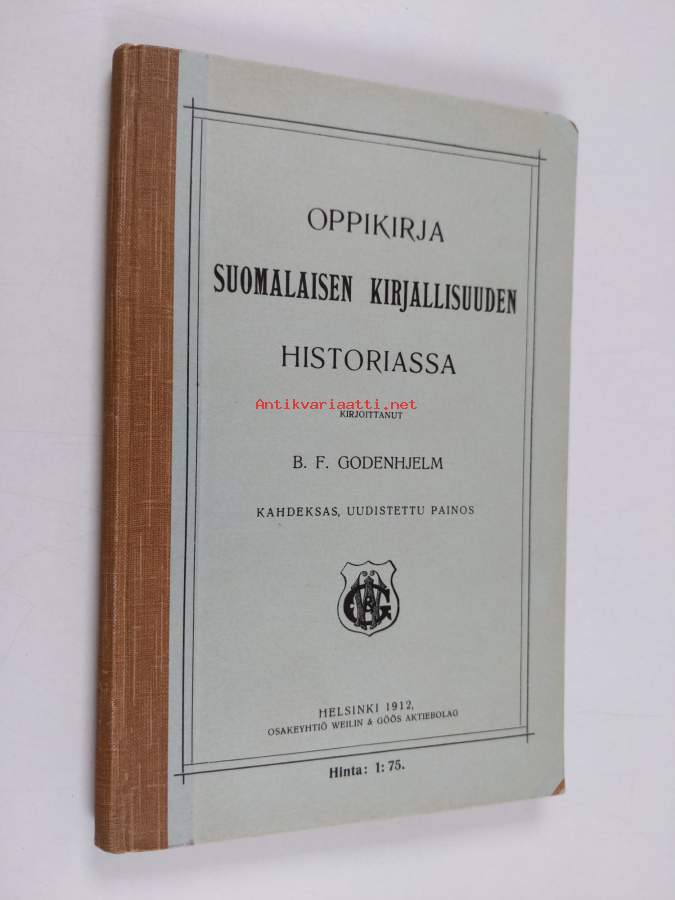 OPPIKIRJA
SUOMALAISEN KIRJALLISUUDEN
HISTORIASSA
Antikvariaatti.net
KIRJOITTANUT
B. F. GODENHJELM
KAHDEKSAS, UUDISTETTU PAINOS
W&G
HELSINKI 1912,
OSAKEYHTIÖ WEILIN & GÖÖS AKTIEBOLAG
Hinta: 1:75.